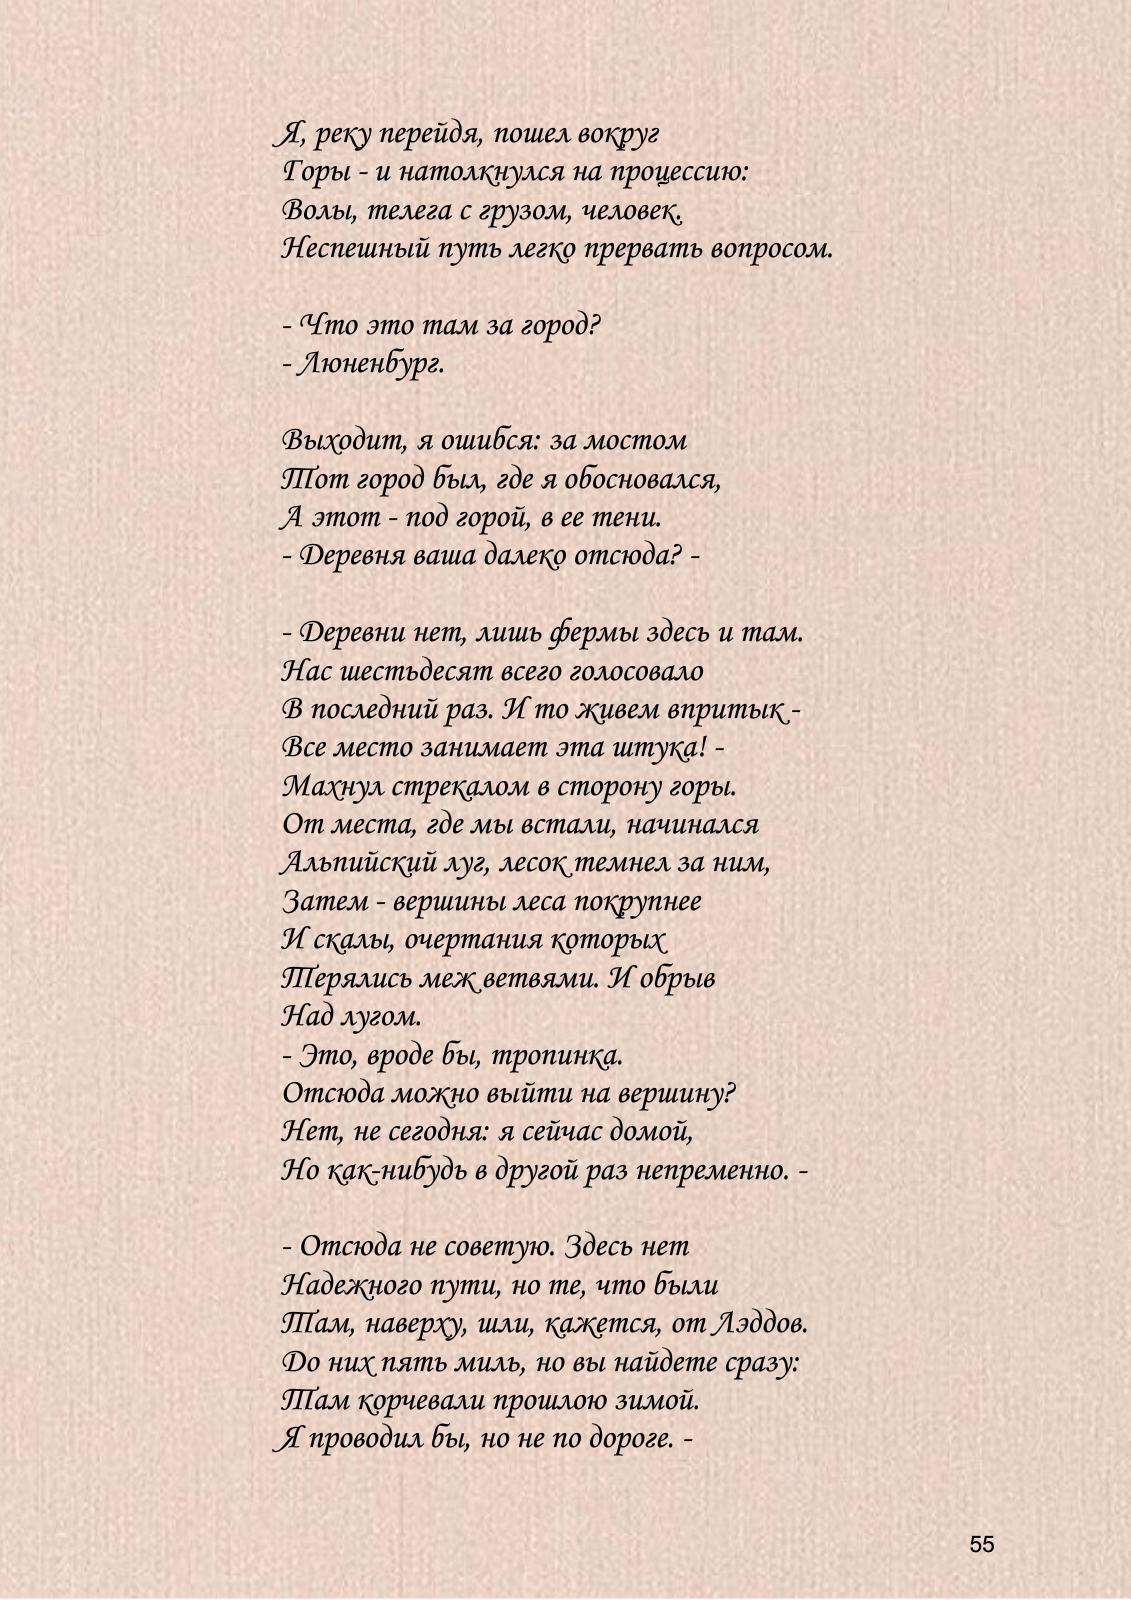 Я, реку перейдя, пошел вокруг
Горы - и натолкнулся на процессию:
Волы, телега с грузом, человек.
Неспешный путь легко прервать вопросом.
- Что это там за город?
- Люненбург.
Выходит, я ошибся: за мостом
Тот город был, где я обосновался,
А этот - под горой, в ее тени.
- Деревня ваша далеко отсюда? -
- Деревни нет, лишь фермы здесь и там.
Нас шестьдесят всего голосовало
В последний раз. И то живем впритык -
Все место занимает эта штука! -
Махнул стрекалом в сторону горы.
От места, где мы встали, начинался
Альпийский луг, лесок темнел за ним,
Затем - вершины леса покрупнее
И скалы, очертания которых
Терялись меж ветвями. И обрыв
Над лугом.
- Это, вроде бы, тропинка.
Отсюда можно выйти на вершину?
Нет, не сегодня: я сейчас домой,
Но как-нибудь в другой раз непременно. -
- Отсюда не советую. Здесь нет
Надежного пути, но те, что были
Там, наверху, шли, кажется, от Лэддов.
До них пять миль, но вы найдете сразу:
Там корчевали прошлою зимой.
Я проводил бы, но не по дороге. -
55